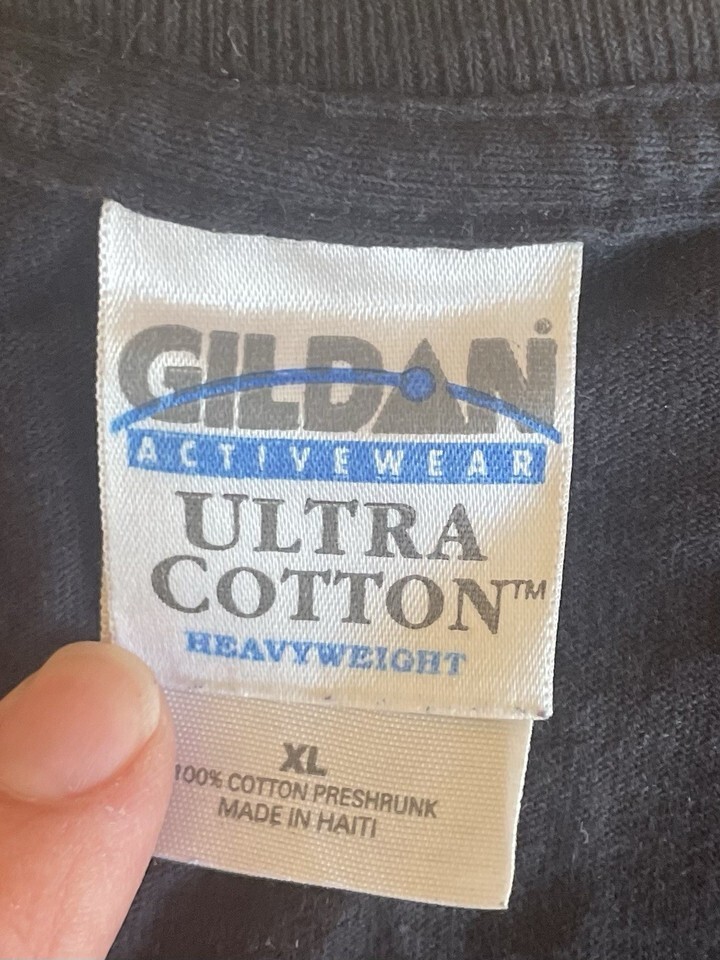 GILDAN®
ACTIVEWEAR
ULTRA
COTTON™
HEAVYWEIGHT
XL
100% COTTON PRESHRUNK
MADE IN HAITI